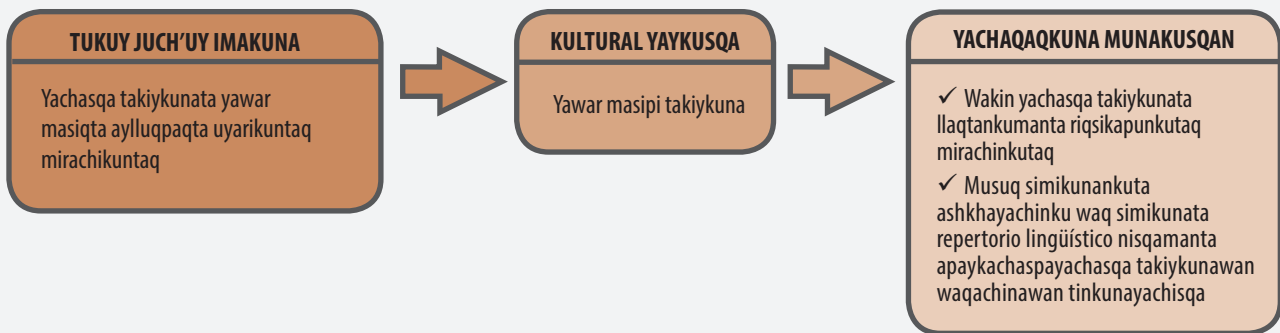 TUKUY JUCH'UY IMAKUNA
Yachasqa takiykunata yawar
masiqta aylluqpaqta uyarikuntaq
mirachikuntaq
KULTURAL YAYKUSQA
Yawar masipi takiykuna
YACHAQAQKUNA MUNAKUSQAN
✓ Wakin yachasqa takiykunata
llaqtankumanta riqsikapunkutaq
mirachinkutaq
✓ Musuq simikunankuta
ashkhayachinku waq simikunata
repertorio lingüístico nisqamanta
apaykachaspayachasqa takiykunawan
waqachinawan tinkunayachisqa